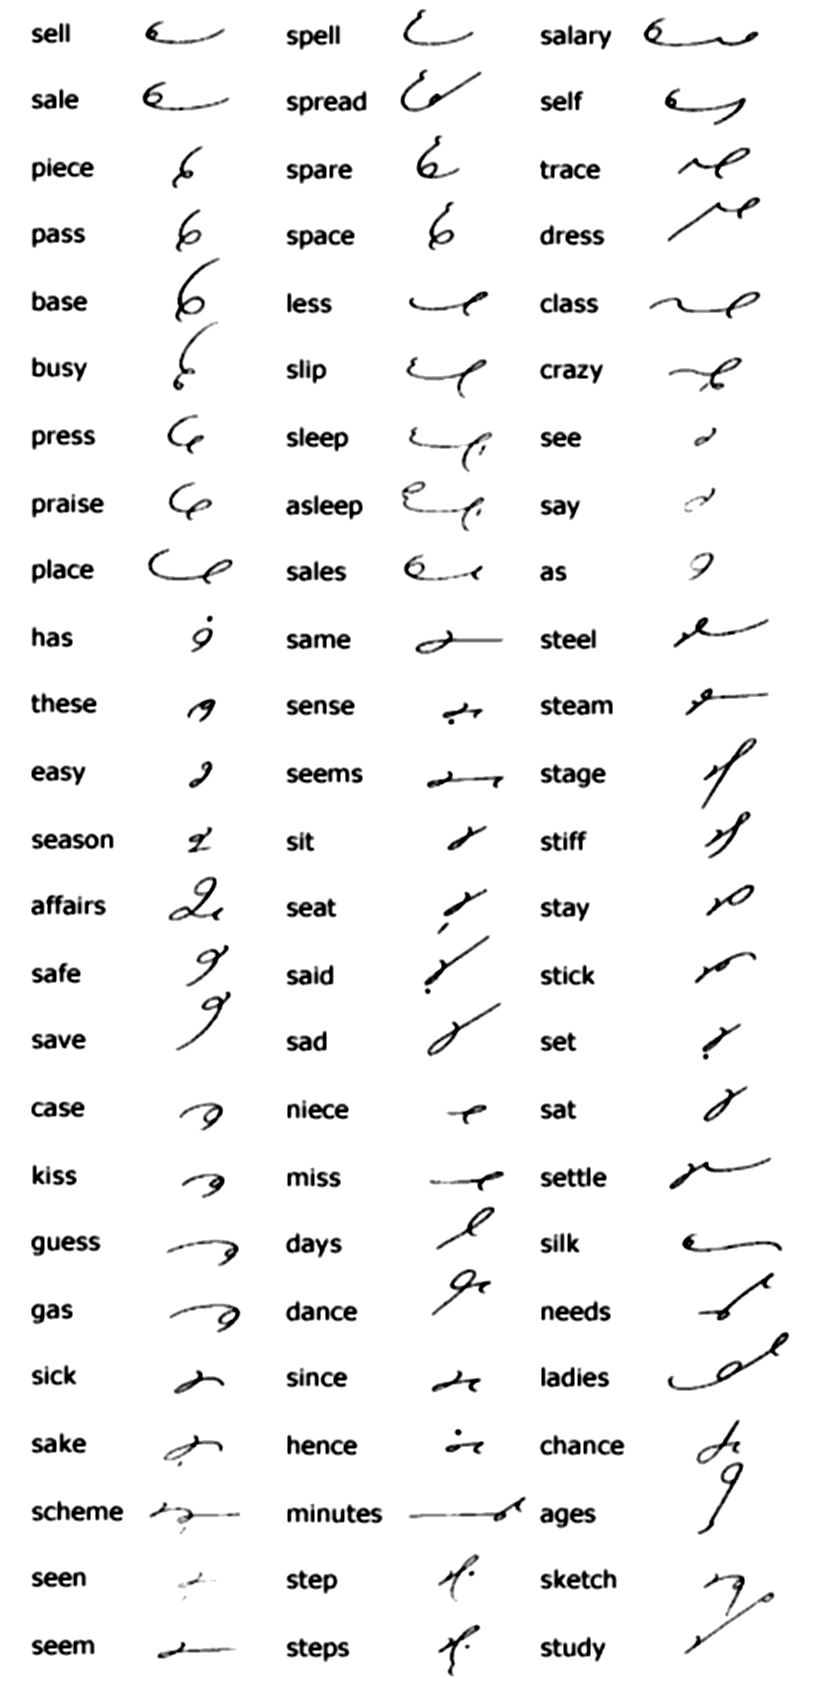 sell spell salary
sale spread self
piece spare trace
pass space dress
base less class
busy slip crazy
press sleep see
praise asleep say
place sales as
has same steel
these sense steam
easy seems stage
season sit stiff
affairs seat stay
safe said stick
save sad set
case niece sat
kiss miss settle
guess days silk
gas dance needs
sick since ladies
sake hence chance
scheme minutes ages
seen step sketch
seem steps study